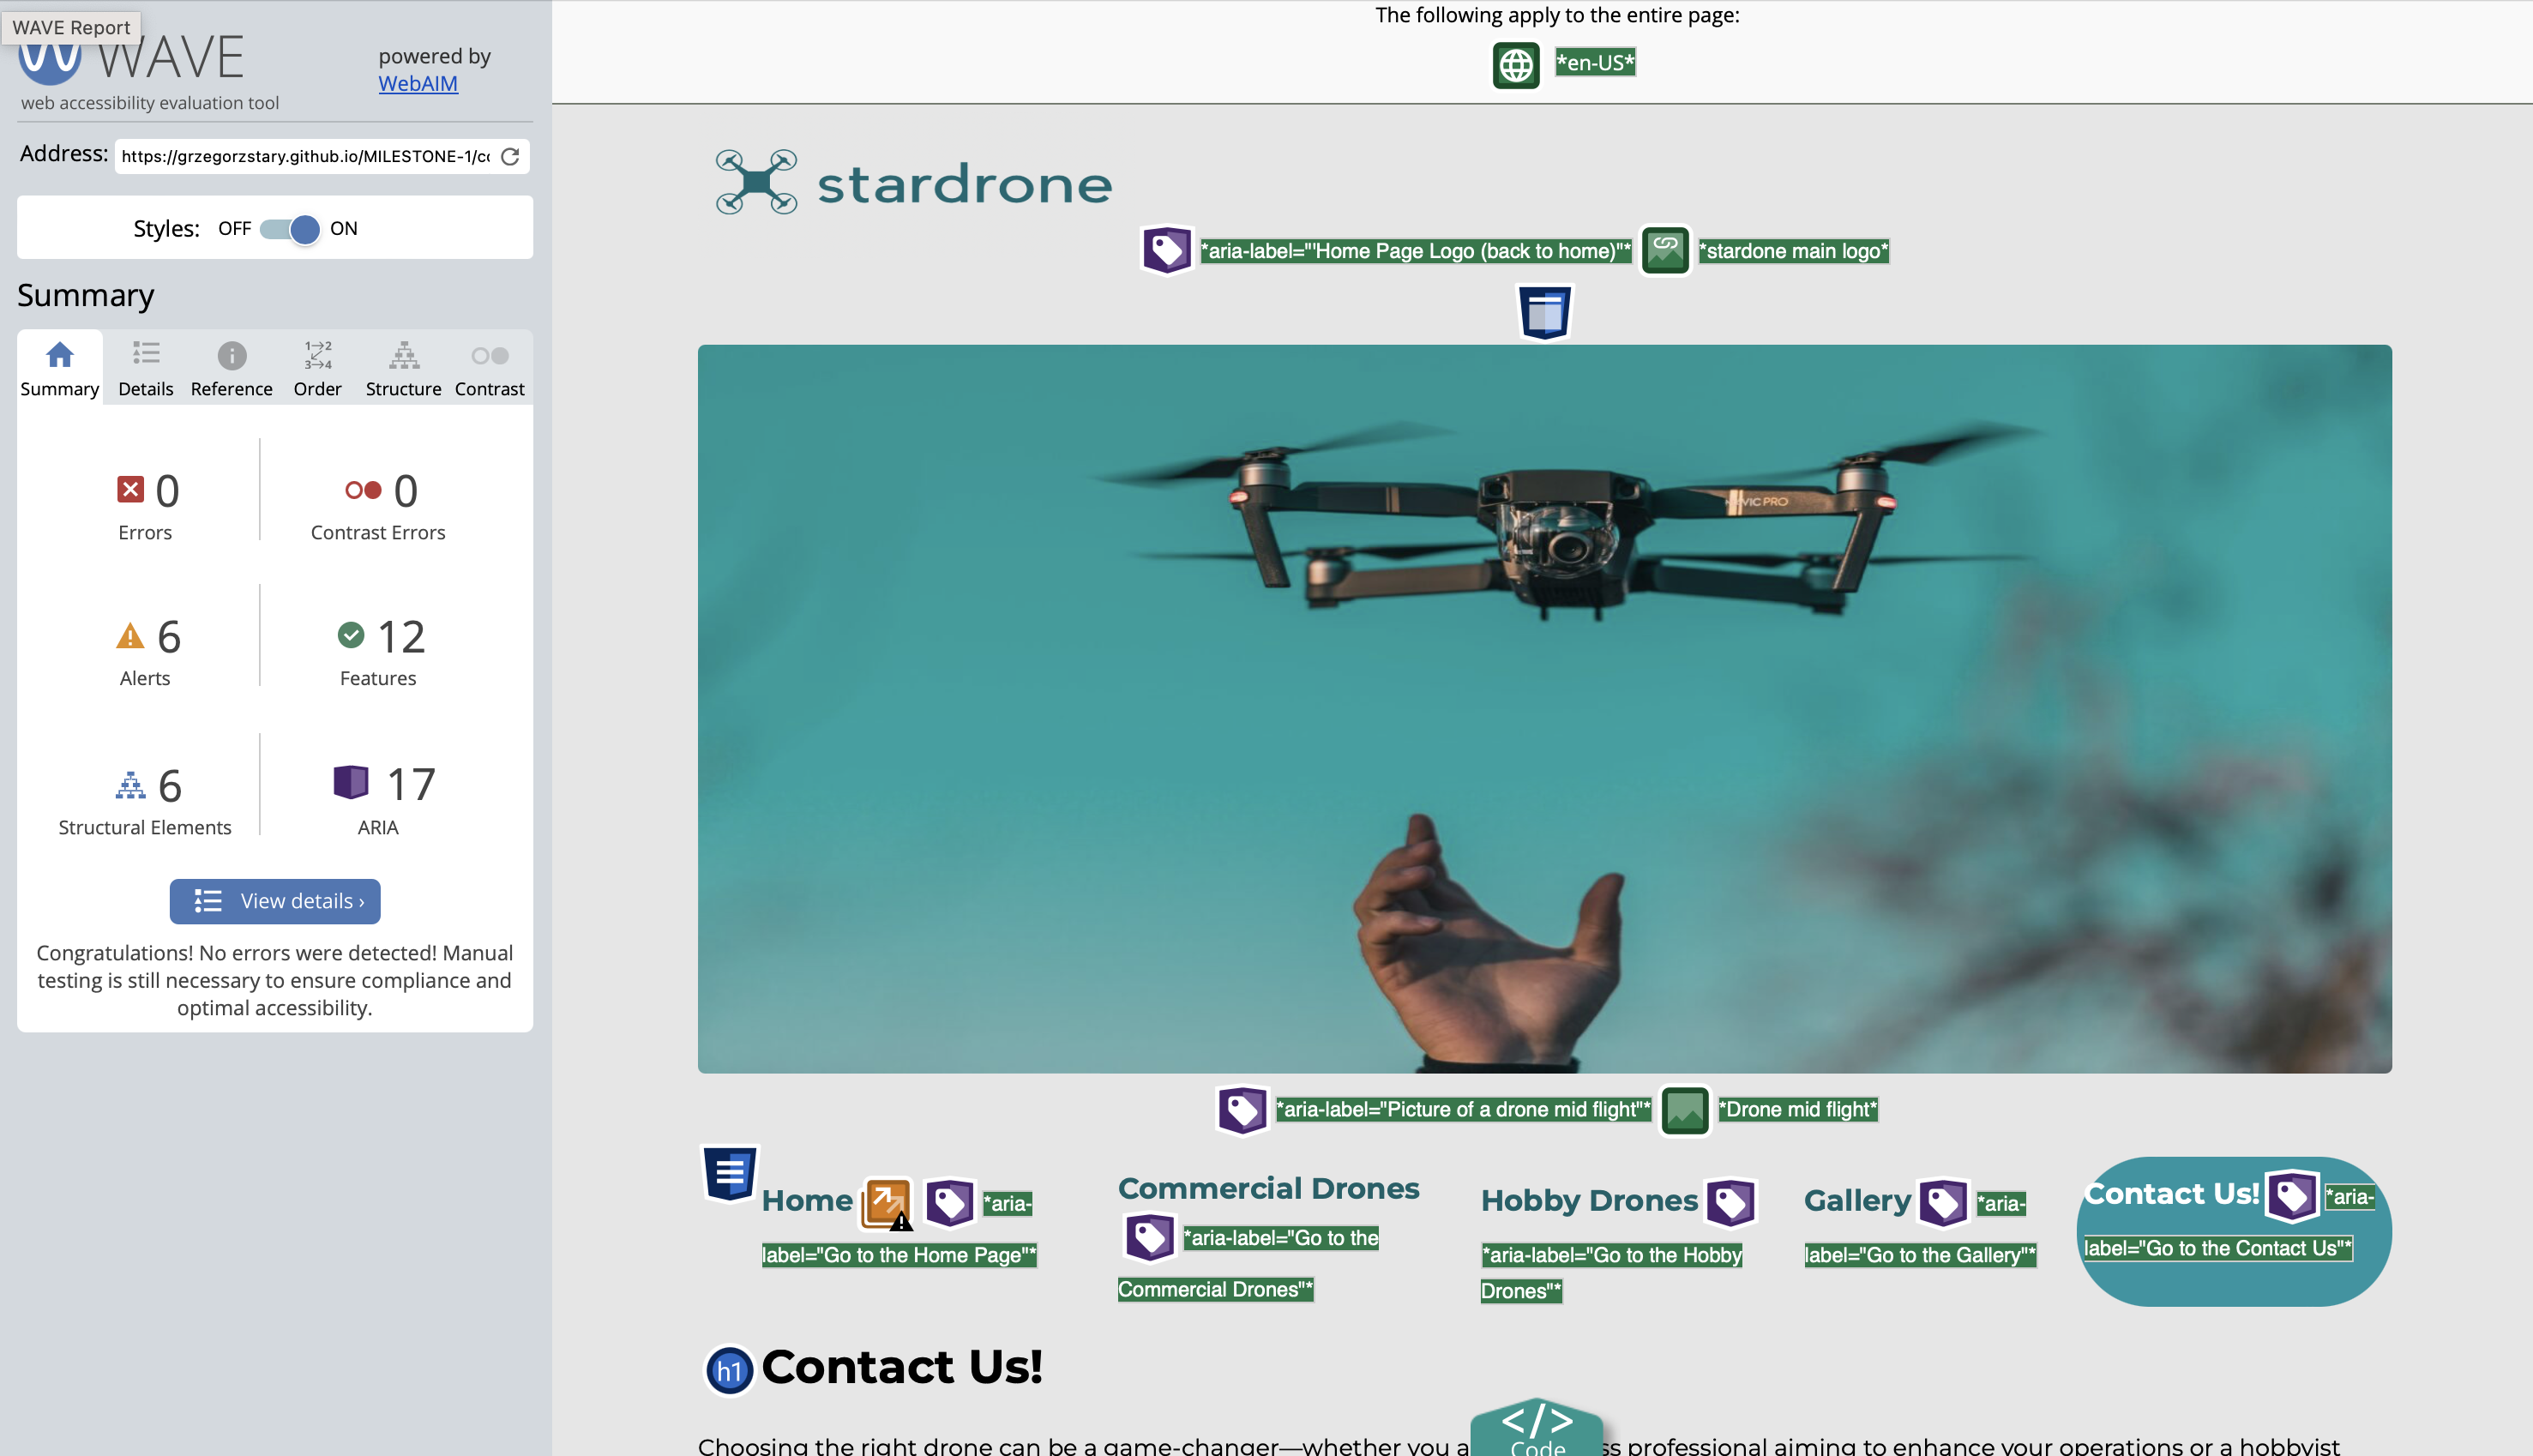 WAVE Report
WAVE
web accessibility evaluation tool
powered by
WebAIM
Address: https://grzegorzstary.github.io/MILESTONE-1/cc
Styles: OFF ON
Summary
Summary Details Reference Order Structure Contrast
1→2
3→4
0
Errors
0
Contrast Errors
6
Alerts
12
Features
6
Structural Elements
17
ARIA
View details ›
Congratulations! No errors were detected! Manual
testing is still necessary to ensure compliance and
optimal accessibility.
The following apply to the entire page:
*en-US*
stardrone
*aria-label="'Home Page Logo (back to home)"* *stardone main logo*
VIC PRO
*aria-label="Picture of a drone mid flight"* *Drone mid flight*
Home *aria-
label="Go to the Home Page"*
Commercial Drones
*aria-label="Go to the
Commercial Drones"*
Hobby Drones
*aria-label="Go to the Hobby
Drones"*
Gallery *aria-
label="Go to the Gallery"*
Contact Us! *aria-
label="Go to the Contact Us"*
h1 Contact Us!
</>
Code
Choosing the right drone can be a game-changer—whether you a ss professional aiming to enhance your operations or a hobbyist